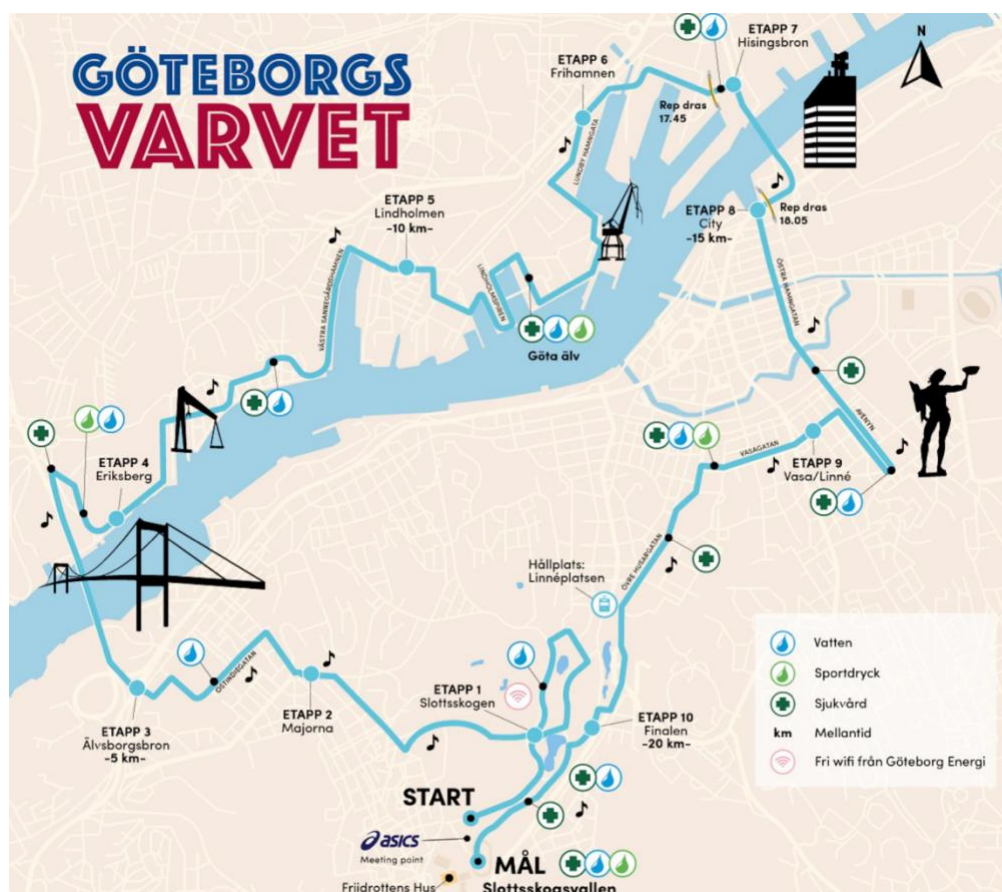 GÖTEBORGS
VARVET
ETAPP 7
Hisingsbron
ETAPP 6
Frihamnen
N
Rep dras
17.45
LUNDBY HAMNGATA
ETAPP 5
Lindholmen
-10 km-
ETAPP 8
City
-15 km-
Rep dras
18.05
VÄSTRA SANNEGÅRDSHAMNEN
LINDHOLMSPIREN
ÖSTRA HAMNGATAN
Göta älv
AVENYN
ETAPP 4
Eriksberg
VASAGATAN
ETAPP 9
Vasa/Linné
ÖVRE HUSARGATAN
Hållplats:
Linnéplatsen
OSTINDIEGATAN
ETAPP 3
Älvsborgsbron
-5 km-
ETAPP 2
Majorna
ETAPP 1
Slottsskogen
ETAPP 10
Finalen
-20 km-
Vatten
Sportdryck
Sjukvård
km Mellantid
Fri wifi från Göteborg Energi
START
asics
Meeting point
MÅL
Slottsskogsvallen
Friidrottens Hus